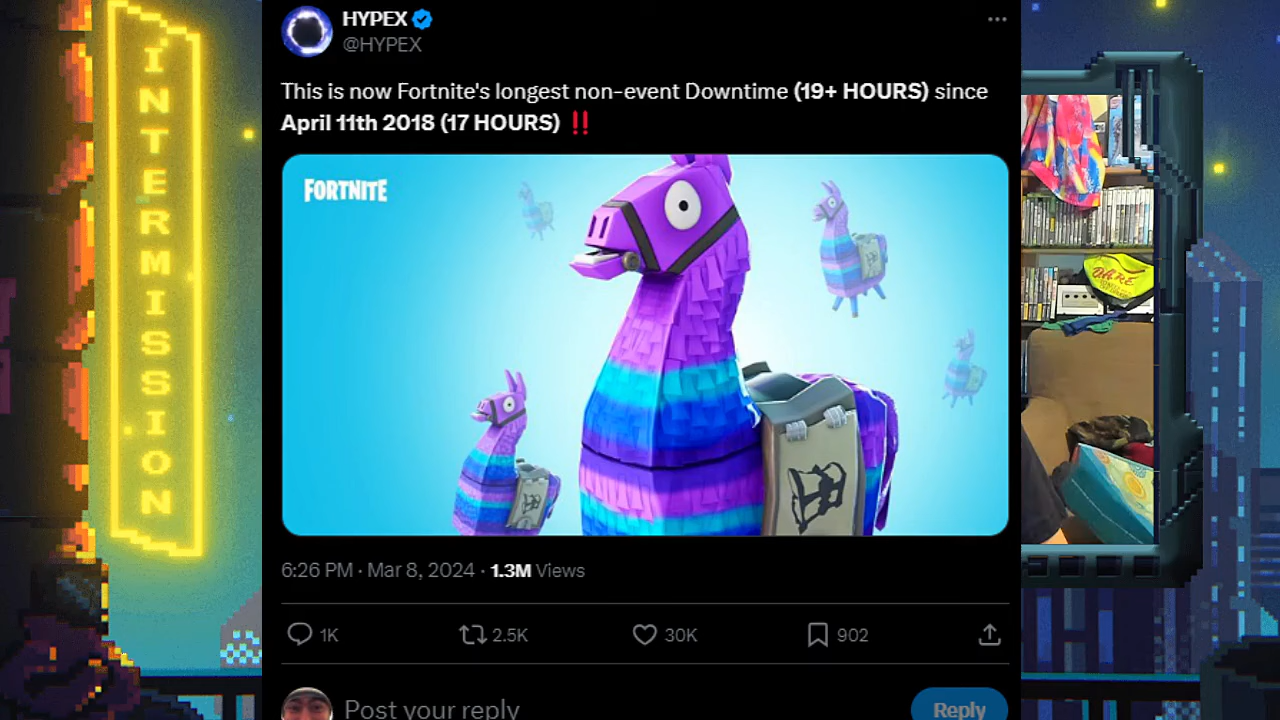 INTERMISSION
HYPEX
@HYPEX
This is now Fortnite's longest non-event Downtime (19+ HOURS) since
April 11th 2018 (17 HOURS) ‼️
FORTNITE
6:26 PM · Mar 8, 2024 · 1.3M Views
1K 2.5K 30K 902
Post your reply
Reply
D.A.R.E.